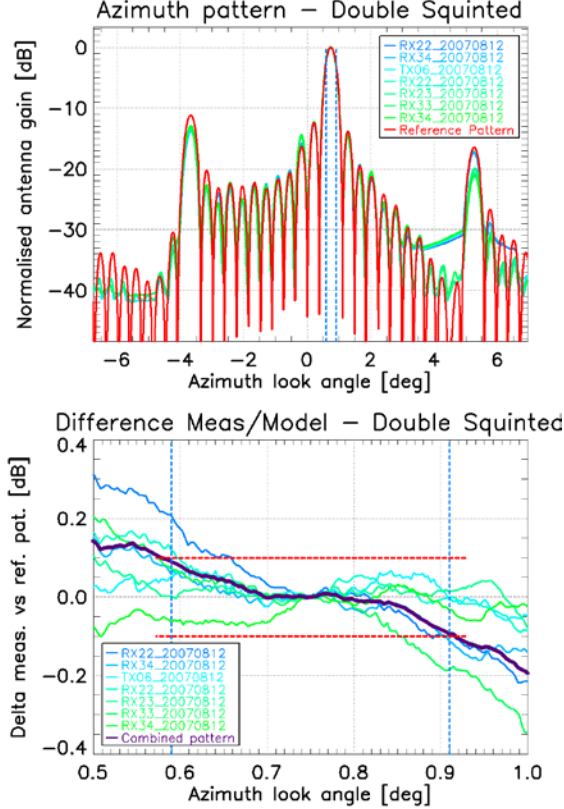 Azimuth pattern – Double Squinted
Normalised antenna gain [dB]
0
−10
−20
−30
−40
RX22_20070812
RX34_20070812
TX06_20070812
RX22_20070812
RX23_20070812
RX33_20070812
RX34_20070812
Reference Pattern
−6
−4
−2
0
2
4
6
Azimuth look angle [deg]
Difference Meas/Model – Double Squinted
Delta meas. vs ref. pat. [dB]
0.4
0.2
0.0
−0.2
−0.4
RX22_20070812
RX34_20070812
TX06_20070812
RX22_20070812
RX23_20070812
RX33_20070812
RX34_20070812
Combined pattern
0.5
0.6
0.7
0.8
0.9
1.0
Azimuth look angle [deg]